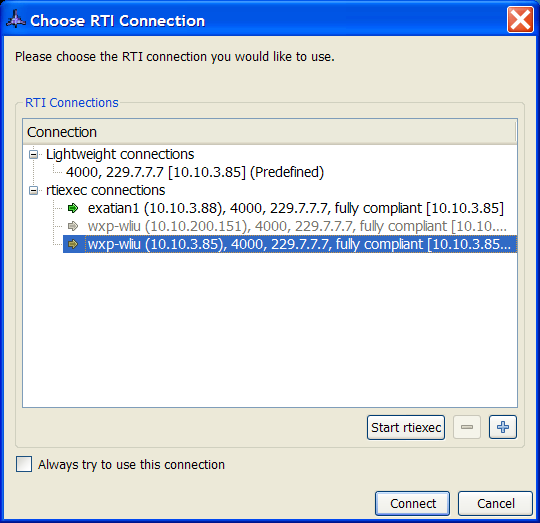 Choose RTI Connection
Please choose the RTI connection you would like to use.
RTI Connections
Connection
Lightweight connections
4000, 229.7.7.7 [10.10.3.85] (Predefined)
rtiexec connections
exatian1 (10.10.3.88), 4000, 229.7.7.7, fully compliant [10.10.3.85]
wxp-wliu (10.10.200.151), 4000, 229.7.7.7, fully compliant [10.10....
wxp-wliu (10.10.3.85), 4000, 229.7.7.7, fully compliant [10.10.3.85...
Start rtiexec
Always try to use this connection
Connect
Cancel